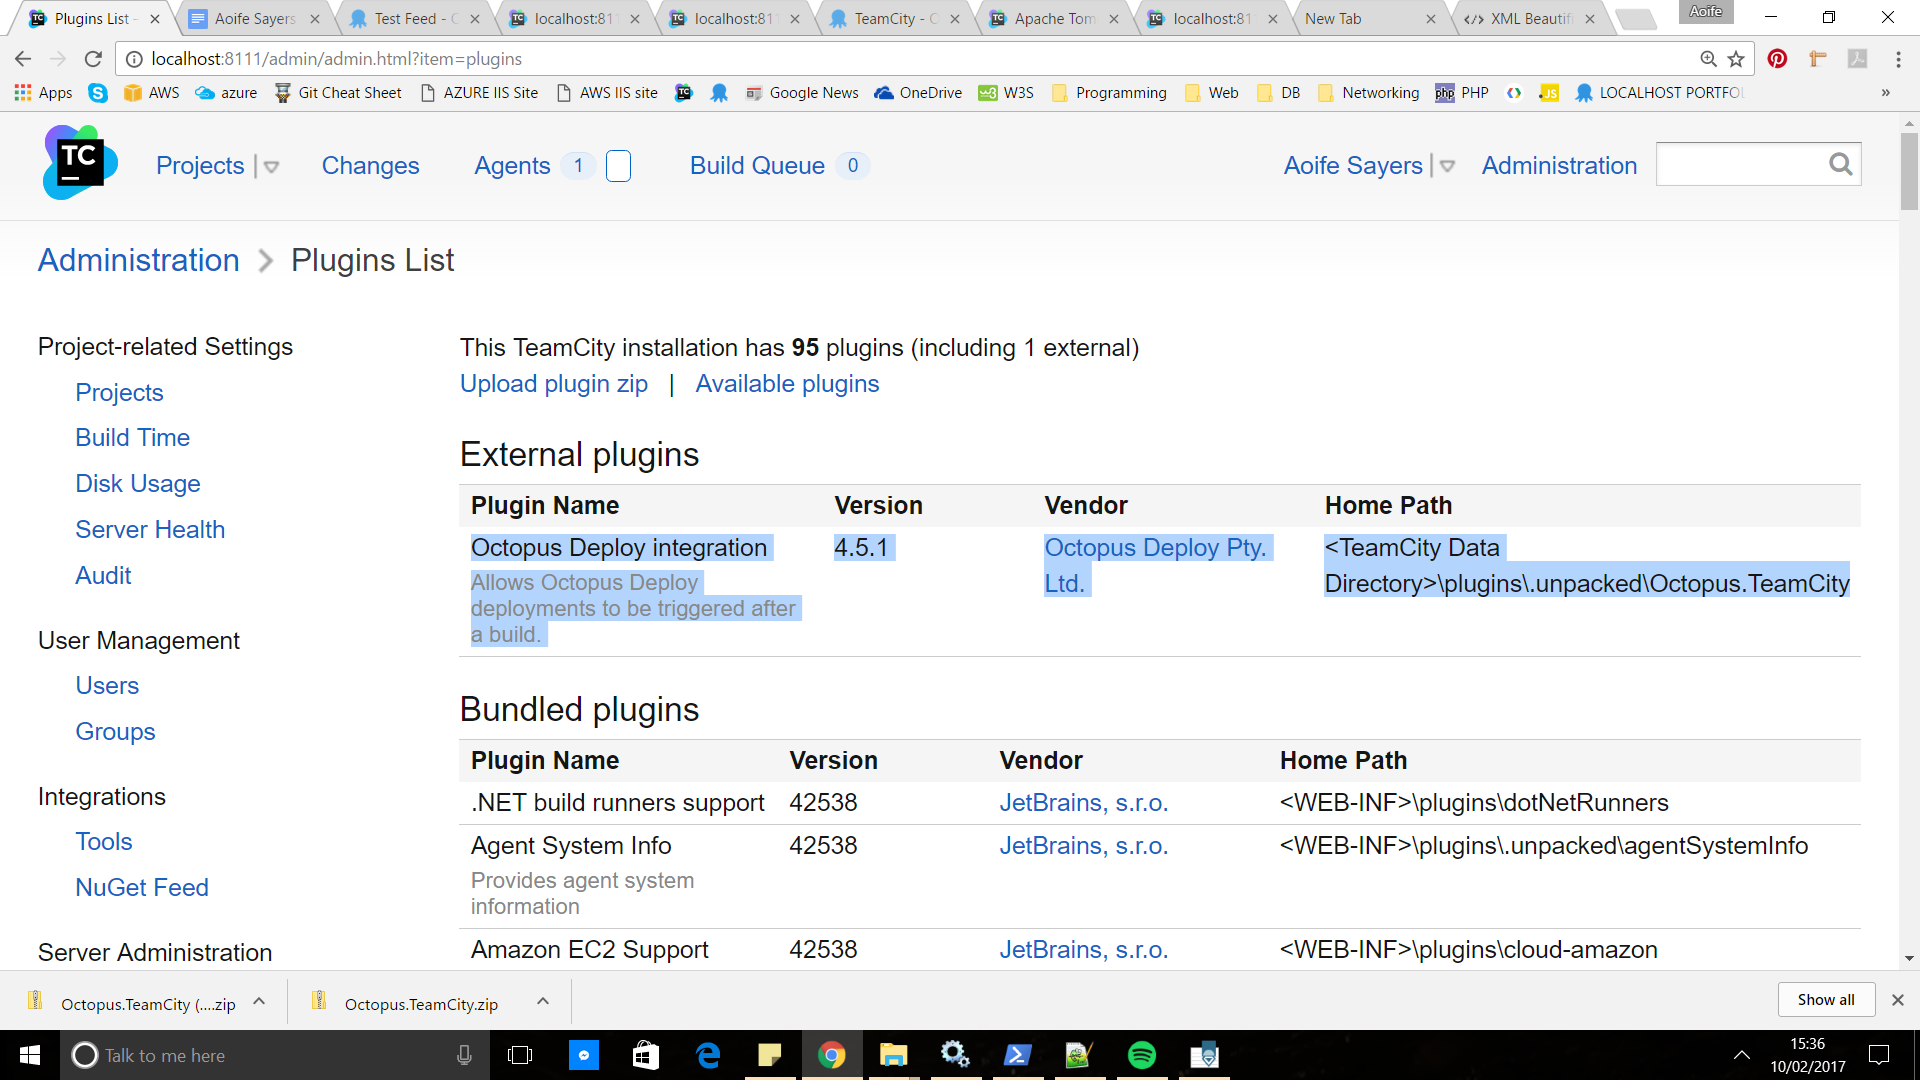 Plugins List –
Aoife Sayers
Test Feed - O
localhost:811
localhost:811
TeamCity - O
Apache Tom
localhost:81
New Tab
XML Beautifi
Aoife
localhost:8111/admin/admin.html?item=plugins
Apps
AWS
azure
Git Cheat Sheet
AZURE IIS Site
AWS IIS site
Google News
OneDrive
W3S
Programming
Web
DB
Networking
php PHP
JS
LOCALHOST PORTFOL
»
TC
Projects
Changes
Agents 1
Build Queue 0
Aoife Sayers
Administration
Administration > Plugins List
Project-related Settings
Projects
Build Time
Disk Usage
Server Health
Audit
User Management
Users
Groups
Integrations
Tools
NuGet Feed
Server Administration
This TeamCity installation has 95 plugins (including 1 external)
Upload plugin zip | Available plugins
External plugins
Plugin Name Version Vendor Home Path
Octopus Deploy integration 4.5.1 Octopus Deploy Pty. <TeamCity Data
Ltd. Directory>\plugins\.unpacked\Octopus.TeamCity
Allows Octopus Deploy
deployments to be triggered after
a build.
Bundled plugins
Plugin Name Version Vendor Home Path
.NET build runners support 42538 JetBrains, s.r.o. <WEB-INF>\plugins\dotNetRunners
Agent System Info 42538 JetBrains, s.r.o. <WEB-INF>\plugins\.unpacked\agentSystemInfo
Provides agent system
information
Amazon EC2 Support 42538 JetBrains, s.r.o. <WEB-INF>\plugins\cloud-amazon
Octopus.TeamCity (....zip
Octopus.TeamCity.zip
Show all
Talk to me here
15:36
10/02/2017